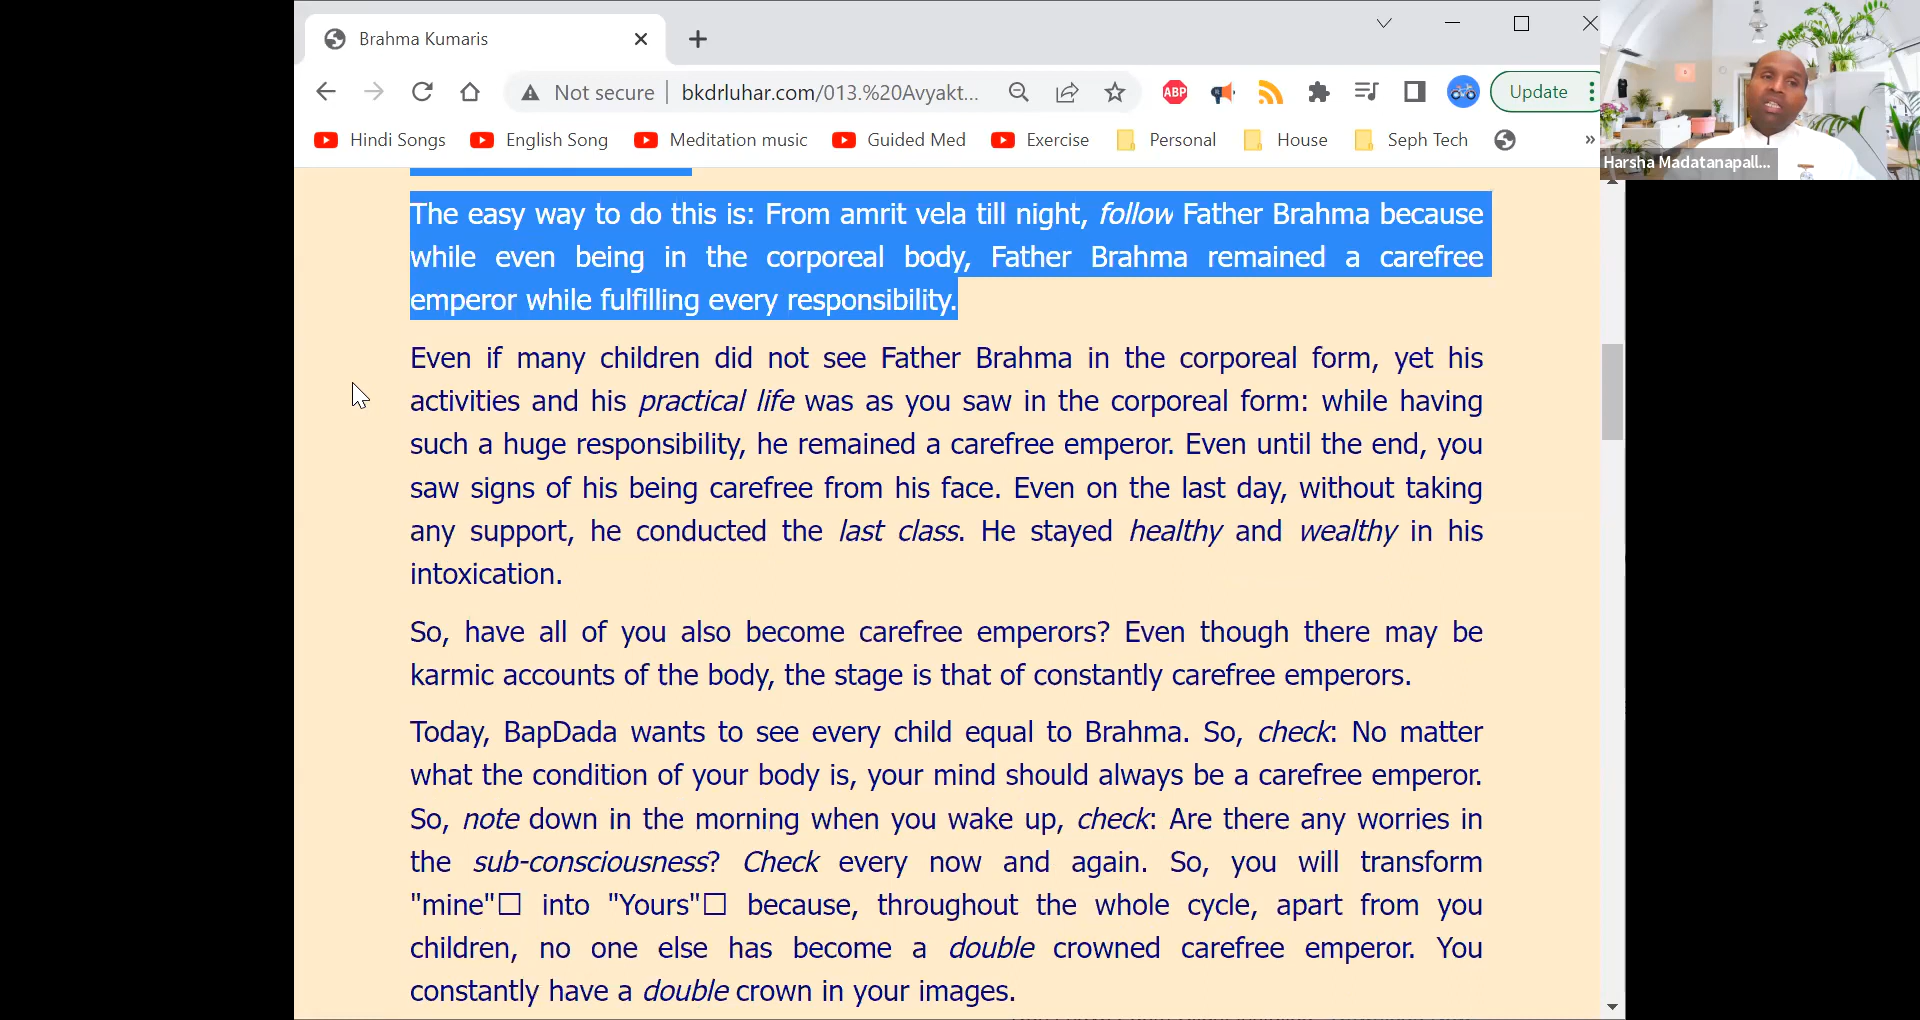 Brahma Kumaris
Not secure bkdrluhar.com/013.%20Avyakt...
ABP
Update
Hindi Songs English Song Meditation music Guided Med Exercise Personal House Seph Tech »
Harsha Madatanapall...
The easy way to do this is: From amrit vela till night, follow Father Brahma because
while even being in the corporeal body, Father Brahma remained a carefree
emperor while fulfilling every responsibility.
Even if many children did not see Father Brahma in the corporeal form, yet his
activities and his practical life was as you saw in the corporeal form: while having
such a huge responsibility, he remained a carefree emperor. Even until the end, you
saw signs of his being carefree from his face. Even on the last day, without taking
any support, he conducted the last class. He stayed healthy and wealthy in his
intoxication.
So, have all of you also become carefree emperors? Even though there may be
karmic accounts of the body, the stage is that of constantly carefree emperors.
Today, BapDada wants to see every child equal to Brahma. So, check: No matter
what the condition of your body is, your mind should always be a carefree emperor.
So, note down in the morning when you wake up, check: Are there any worries in
the sub-consciousness? Check every now and again. So, you will transform
"mine"□ into "Yours"□ because, throughout the whole cycle, apart from you
children, no one else has become a double crowned carefree emperor. You
constantly have a double crown in your images.